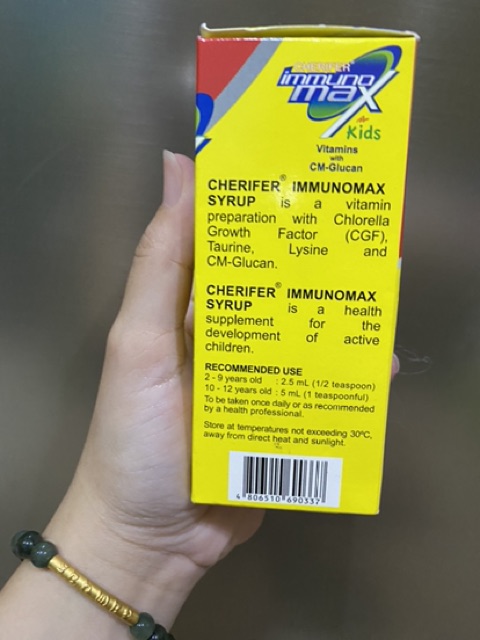 CHERIFER®
immuno
max
for
Kids
Vitamins
with
CM-Glucan
CHERIFER® IMMUNOMAX
SYRUP is a vitamin
preparation with Chlorella
Growth Factor (CGF),
Taurine, Lysine and
CM-Glucan.
CHERIFER® IMMUNOMAX
SYRUP is a health
supplement for the
development of active
children.
RECOMMENDED USE
2 - 9 years old : 2.5 mL (1/2 teaspoon)
10 - 12 years old : 5 mL (1 teaspoonful)
To be taken once daily or as recommended
by a health professional.
Store at temperatures not exceeding 30ºC,
away from direct heat and sunlight.
4 806510 690337